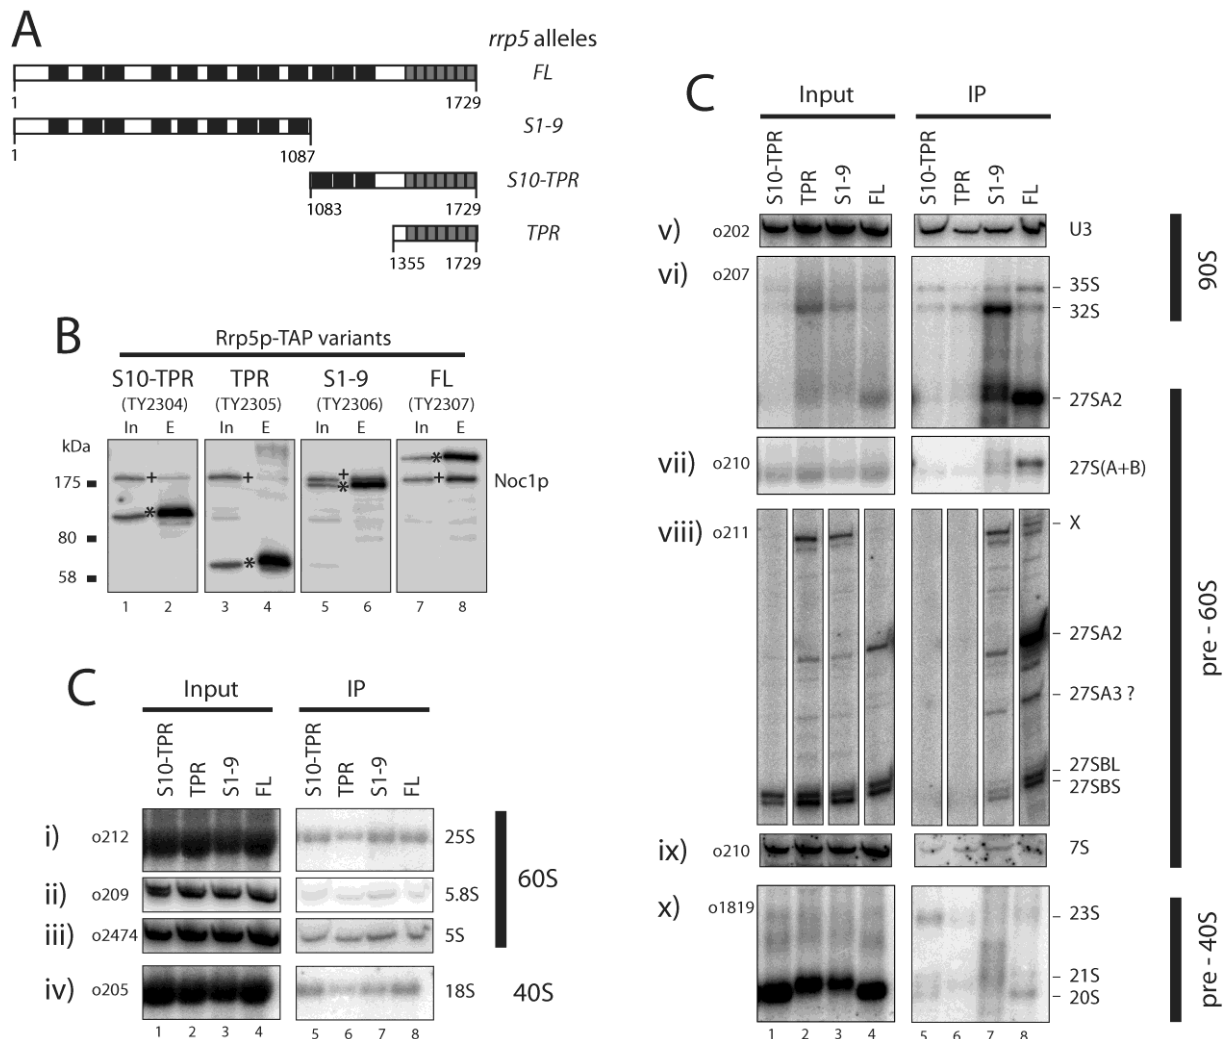 A
rrp5 alleles
FL
1 1729
S1-9
1 1087
S10-TPR
1083 1729
TPR
1355 1729
B
Rrp5p-TAP variants
S10-TPR TPR S1-9 FL
(TY2304) (TY2305) (TY2306) (TY2307)
In E In E In E In E
kDa
175
80
58
+ + + +
* * * *
Noc1p
1 2 3 4 5 6 7 8
C
Input IP
S10-TPR TPR S1-9 FL S10-TPR TPR S1-9 FL
i) o212 25S
ii) o209 5.8S
iii) o2474 5S
60S
iv) o205 18S
40S
1 2 3 4 5 6 7 8
C
Input IP
S10-TPR TPR S1-9 FL S10-TPR TPR S1-9 FL
v) o202 U3
vi) o207 35S
32S
27SA2
90S
vii) o210 27S(A+B)
viii) o211 X
27SA2
27SA3 ?
27SBL
27SBS
ix) o210 7S
pre - 60S
x) o1819 23S
21S
20S
pre - 40S
1 2 3 4 5 6 7 8